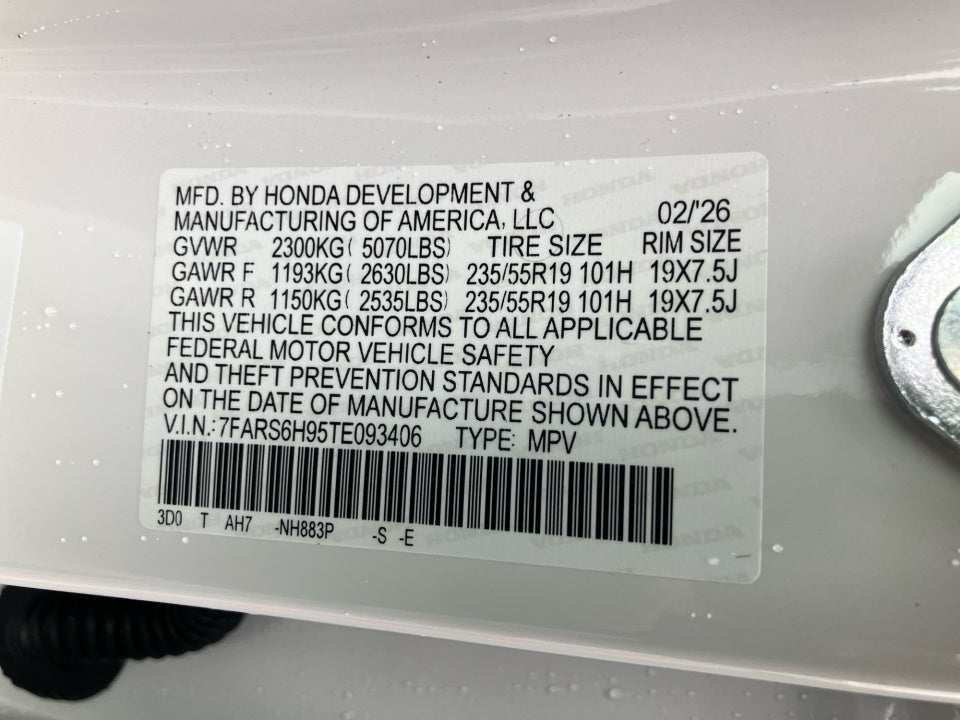 MFD. BY HONDA DEVELOPMENT &
MANUFACTURING OF AMERICA, LLC 02/'26
GVWR 2300KG( 5070LBS) TIRE SIZE RIM SIZE
GAWR F 1193KG( 2630LBS) 235/55R19 101H 19X7.5J
GAWR R 1150KG( 2535LBS) 235/55R19 101H 19X7.5J
THIS VEHICLE CONFORMS TO ALL APPLICABLE
FEDERAL MOTOR VEHICLE SAFETY
AND THEFT PREVENTION STANDARDS IN EFFECT
ON THE DATE OF MANUFACTURE SHOWN ABOVE.
V.I.N.:7FARS6H95TE093406 TYPE: MPV
3D0 T AH7 -NH883P -S -E